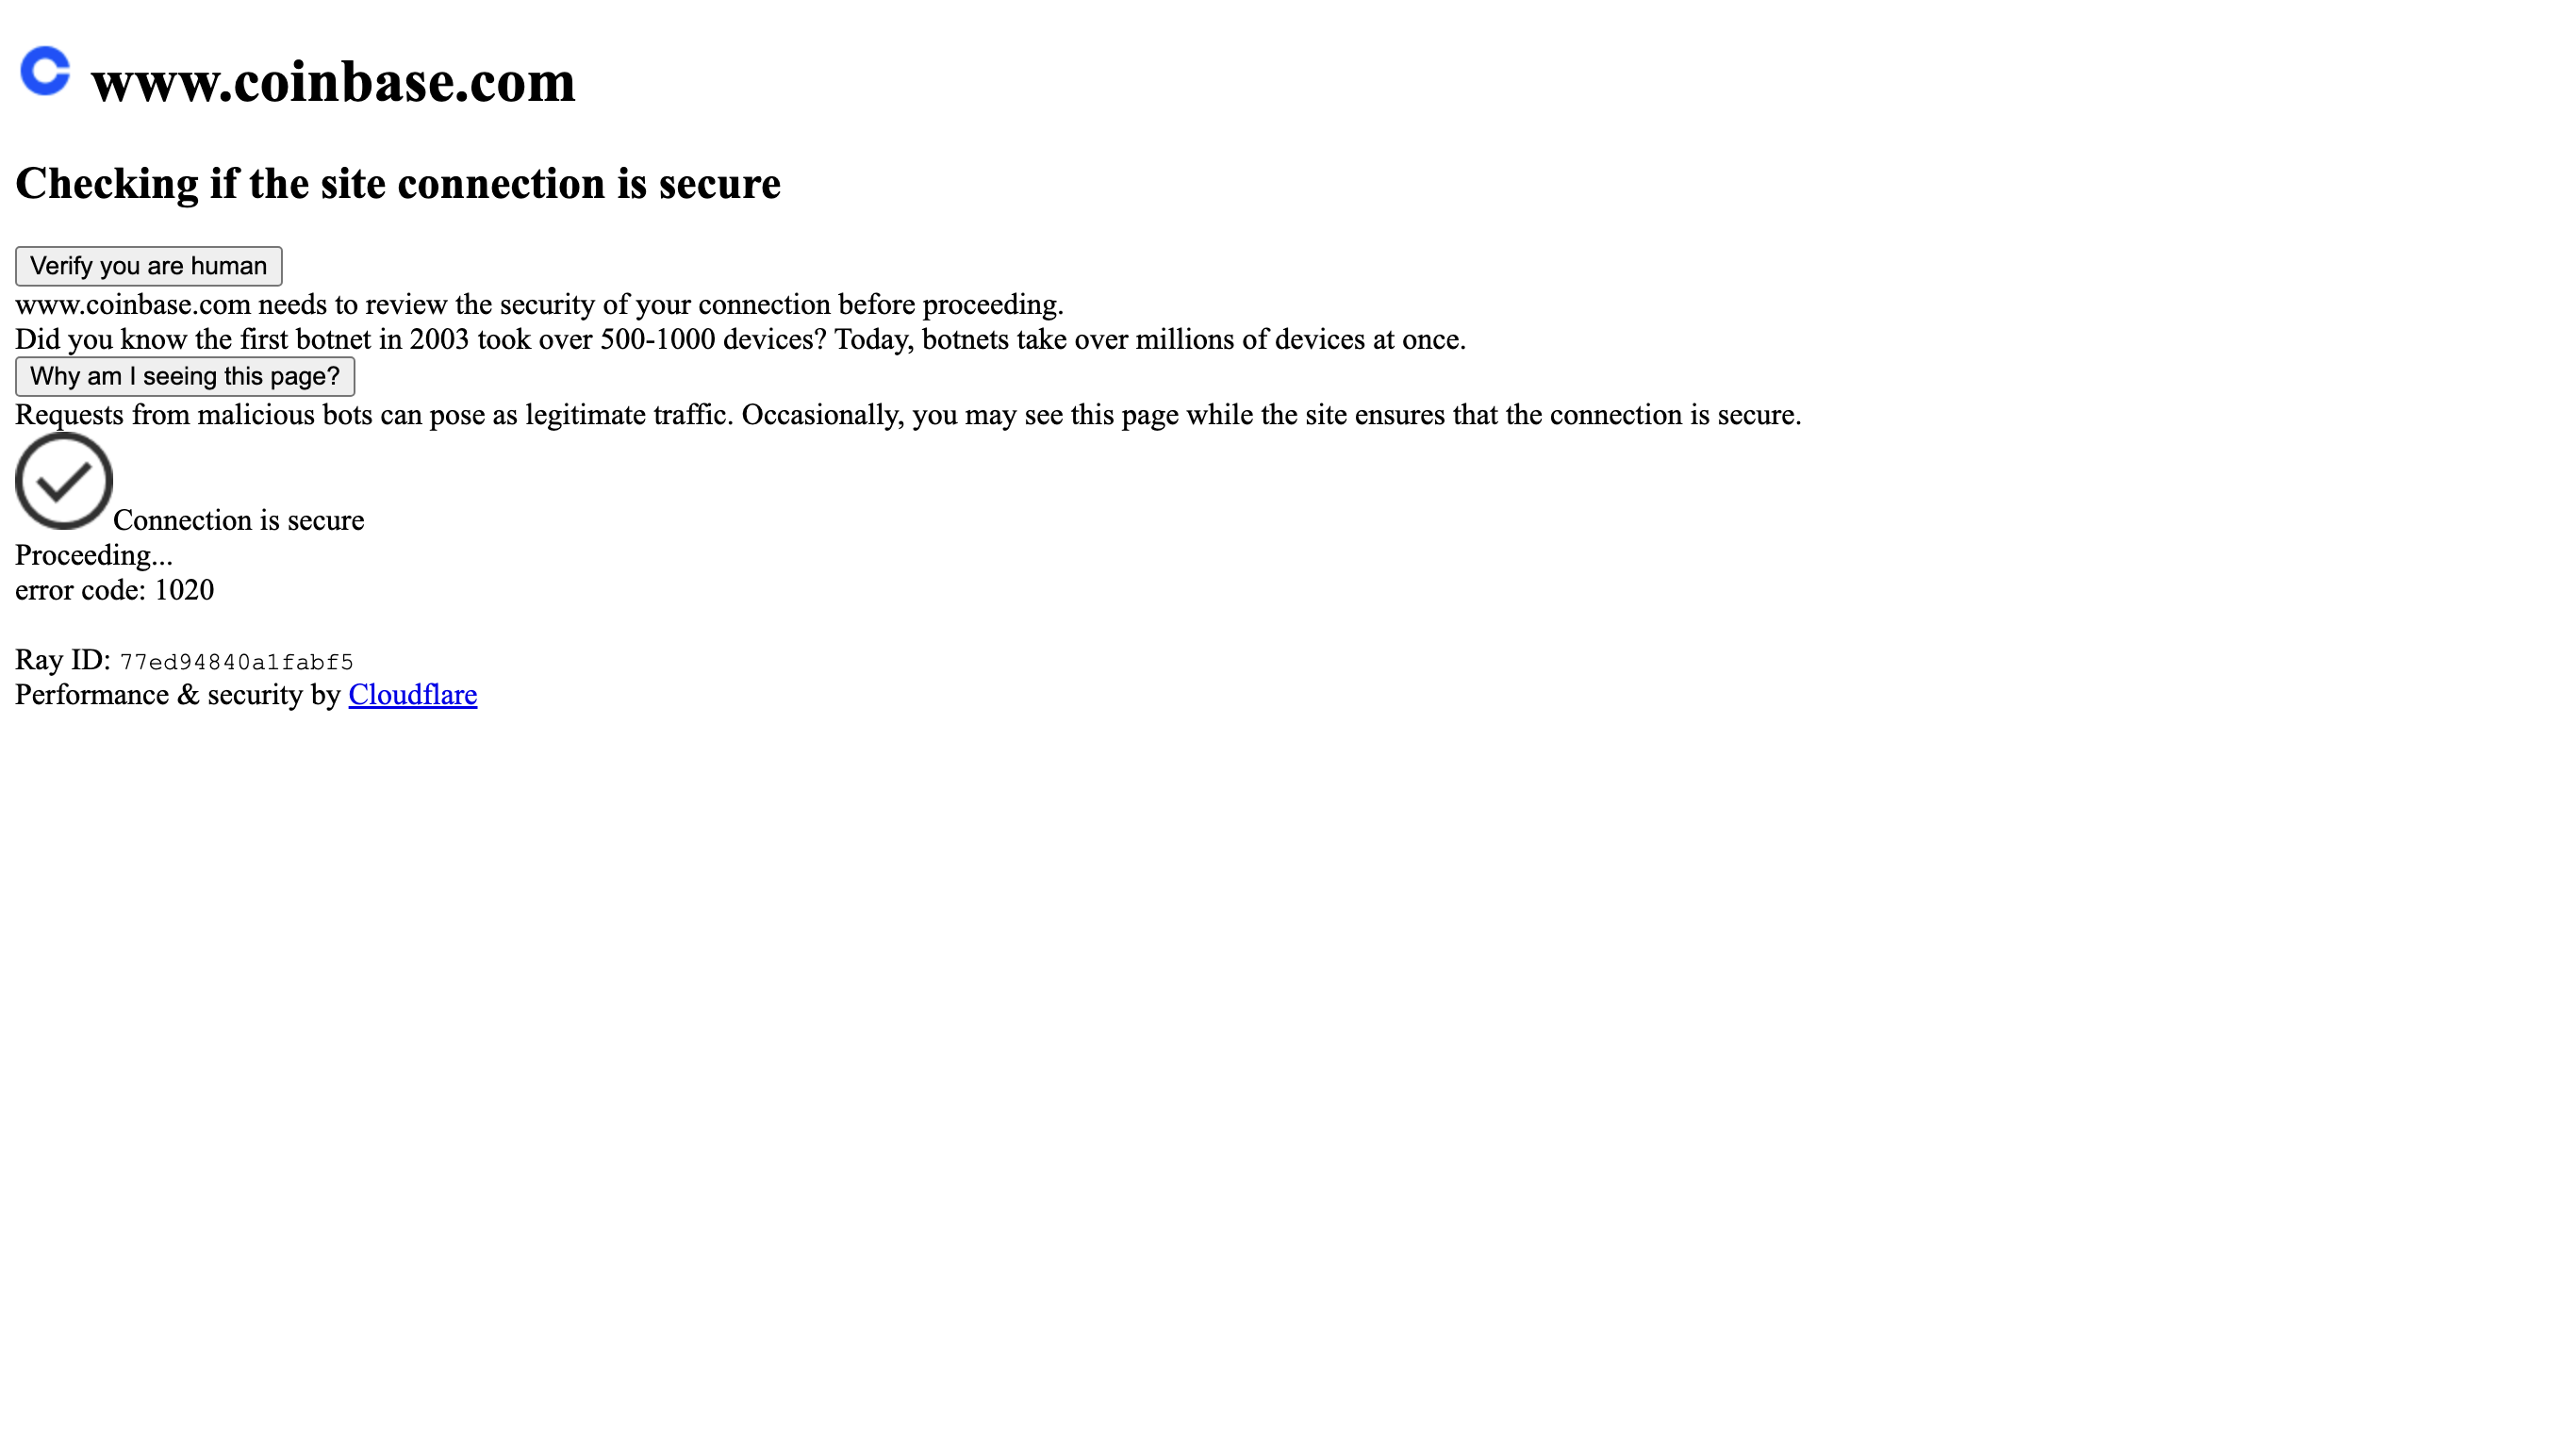 www.coinbase.com
Checking if the site connection is secure
Verify you are human
www.coinbase.com needs to review the security of your connection before proceeding.
Did you know the first botnet in 2003 took over 500-1000 devices? Today, botnets take over millions of devices at once.
Why am I seeing this page?
Requests from malicious bots can pose as legitimate traffic. Occasionally, you may see this page while the site ensures that the connection is secure.
Connection is secure
Proceeding...
error code: 1020
Ray ID: 77ed94840a1fabf5
Performance & security by Cloudflare